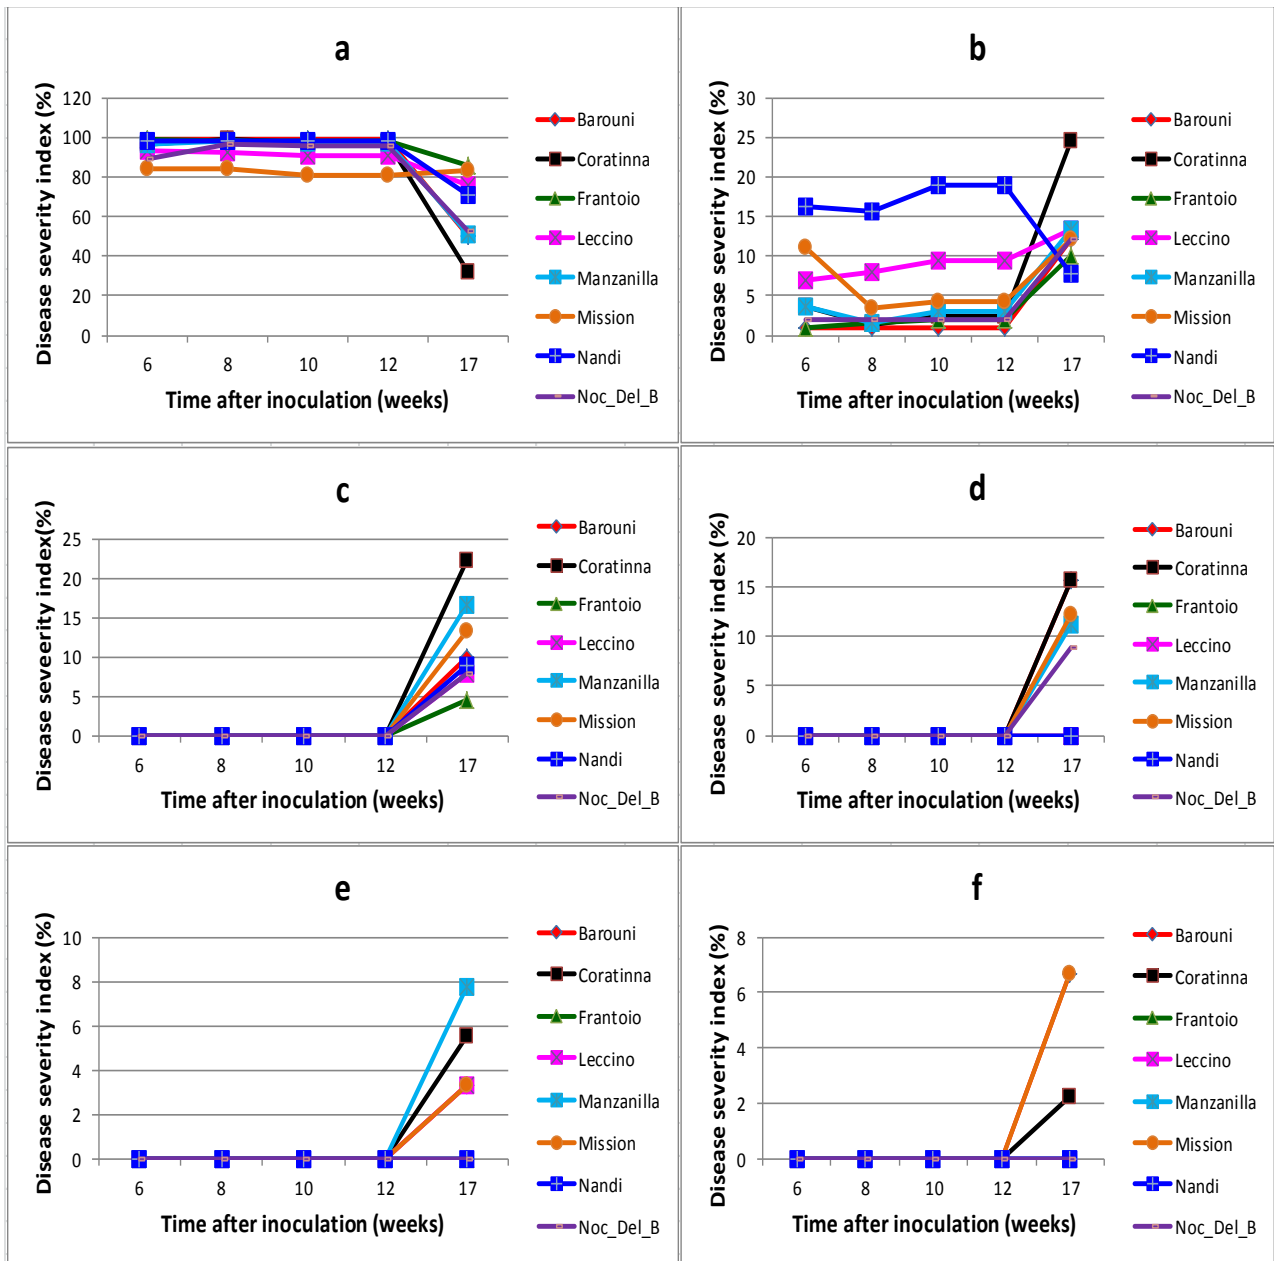 a
Disease severity index (%)
120
100
80
60
40
20
0
6 8 10 12 17
Time after inoculation (weeks)
Barouni
Coratinna
Frantoio
Leccino
Manzanilla
Mission
Nandi
Noc_Del_B
b
Disease severity index (%)
30
25
20
15
10
5
0
6 8 10 12 17
Time after inoculation (weeks)
Barouni
Coratinna
Frantoio
Leccino
Manzanilla
Mission
Nandi
Noc_Del_B
c
Disease seveerity index(%)
25
20
15
10
5
0
6 8 10 12 17
Time after inoculation (weeks)
Barouni
Coratinna
Frantoio
Leccino
Manzanilla
Mission
Nandi
Noc_Del_B
d
Disease severity index (%)
20
15
10
5
0
6 8 10 12 17
Time after inoculation (weeks)
Barouni
Coratinna
Frantoio
Leccino
Manzanilla
Mission
Nandi
Noc_Del_B
e
Disease severity index (%)
10
8
6
4
2
0
6 8 10 12 17
Time after inoculation (weeks)
Barouni
Coratinna
Frantoio
Leccino
Manzanilla
Mission
Nandi
Noc_Del_B
f
Disease severity index (%)
8
6
4
2
0
6 8 10 12 17
Time after inoculation (weeks)
Barouni
Coratinna
Frantoio
Leccino
Manzanilla
Mission
Nandi
Noc_Del_B